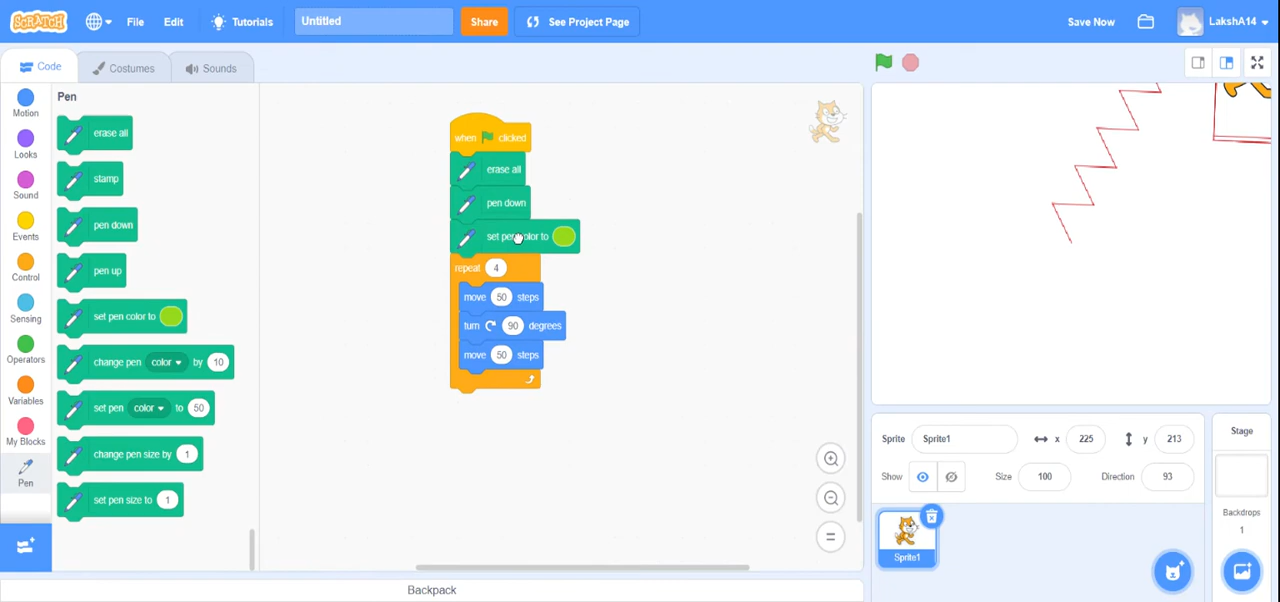 SCRATCH File Edit Tutorials Untitled Share See Project Page Save Now LakshA14
Code Costumes Sounds
Motion
Looks
Sound
Events
Control
Sensing
Operators
Variables
My Blocks
Pen
Pen
erase all
stamp
pen down
pen up
set pen color to
change pen color by 10
set pen color to 50
change pen size by 1
set pen size to 1
when clicked
erase all
pen down
set pen color to
repeat 4
move 50 steps
turn 90 degrees
move 50 steps
Sprite Sprite1 x 225 y 213
Show Size 100 Direction 93
Sprite1
Stage
Backdrops
1
Backpack